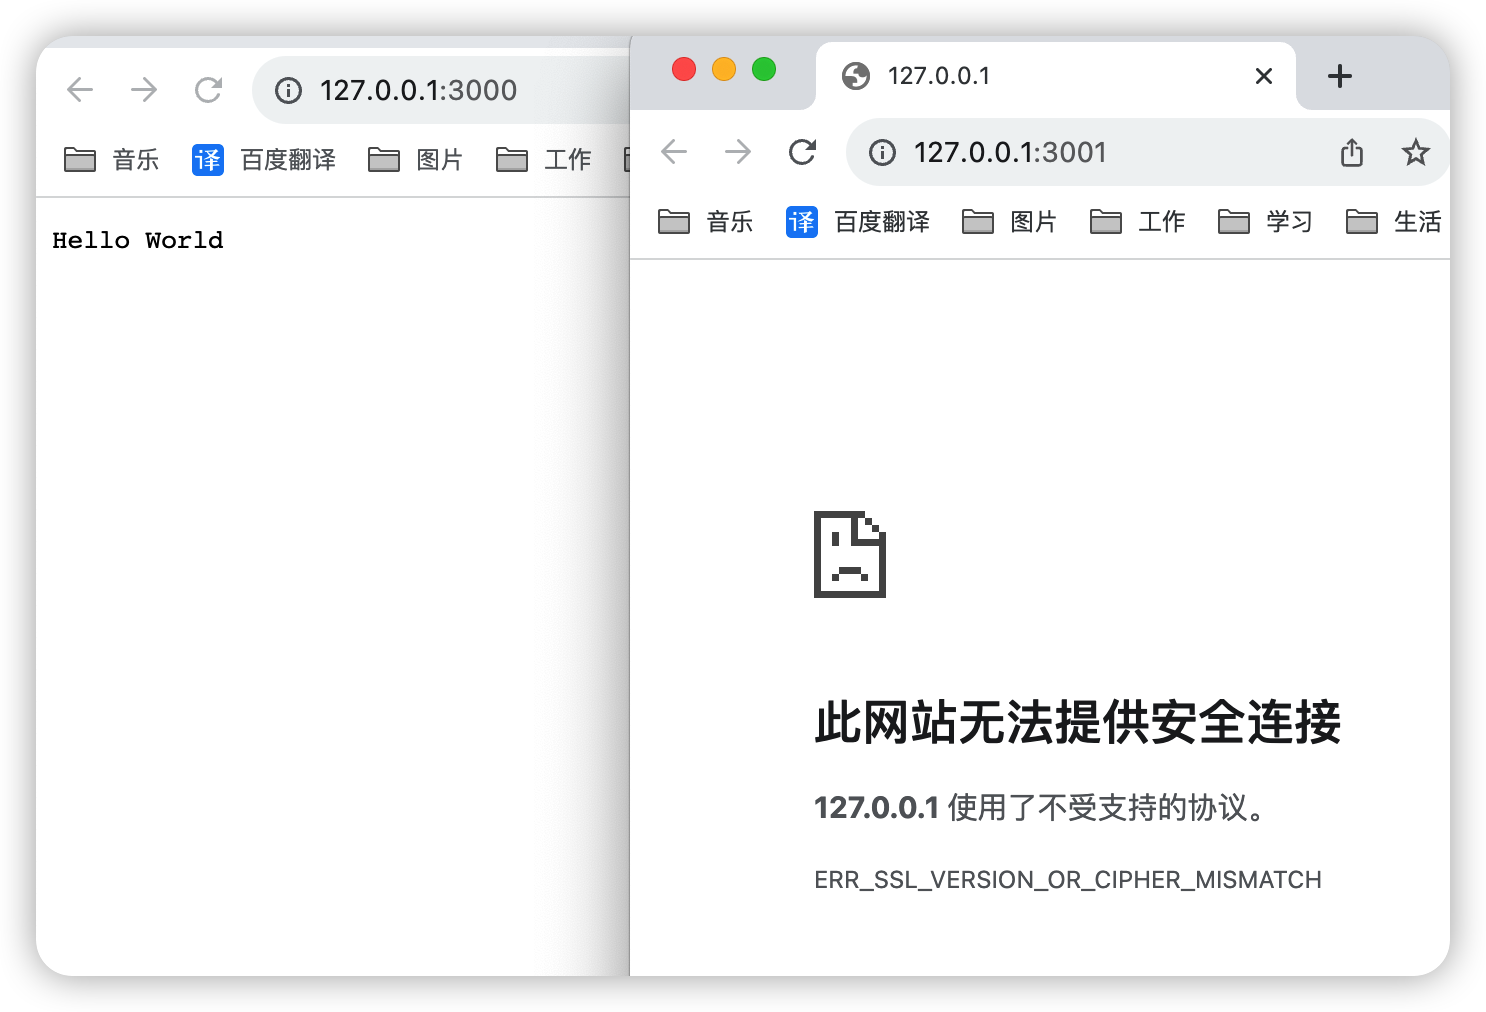 127.0.0.1:3000
音乐 译 百度翻译 图片 工作
Hello World
127.0.0.1
127.0.0.1:3001
音乐 译 百度翻译 图片 工作 学习 生活
此网站无法提供安全连接
127.0.0.1 使用了不受支持的协议。
ERR_SSL_VERSION_OR_CIPHER_MISMATCH